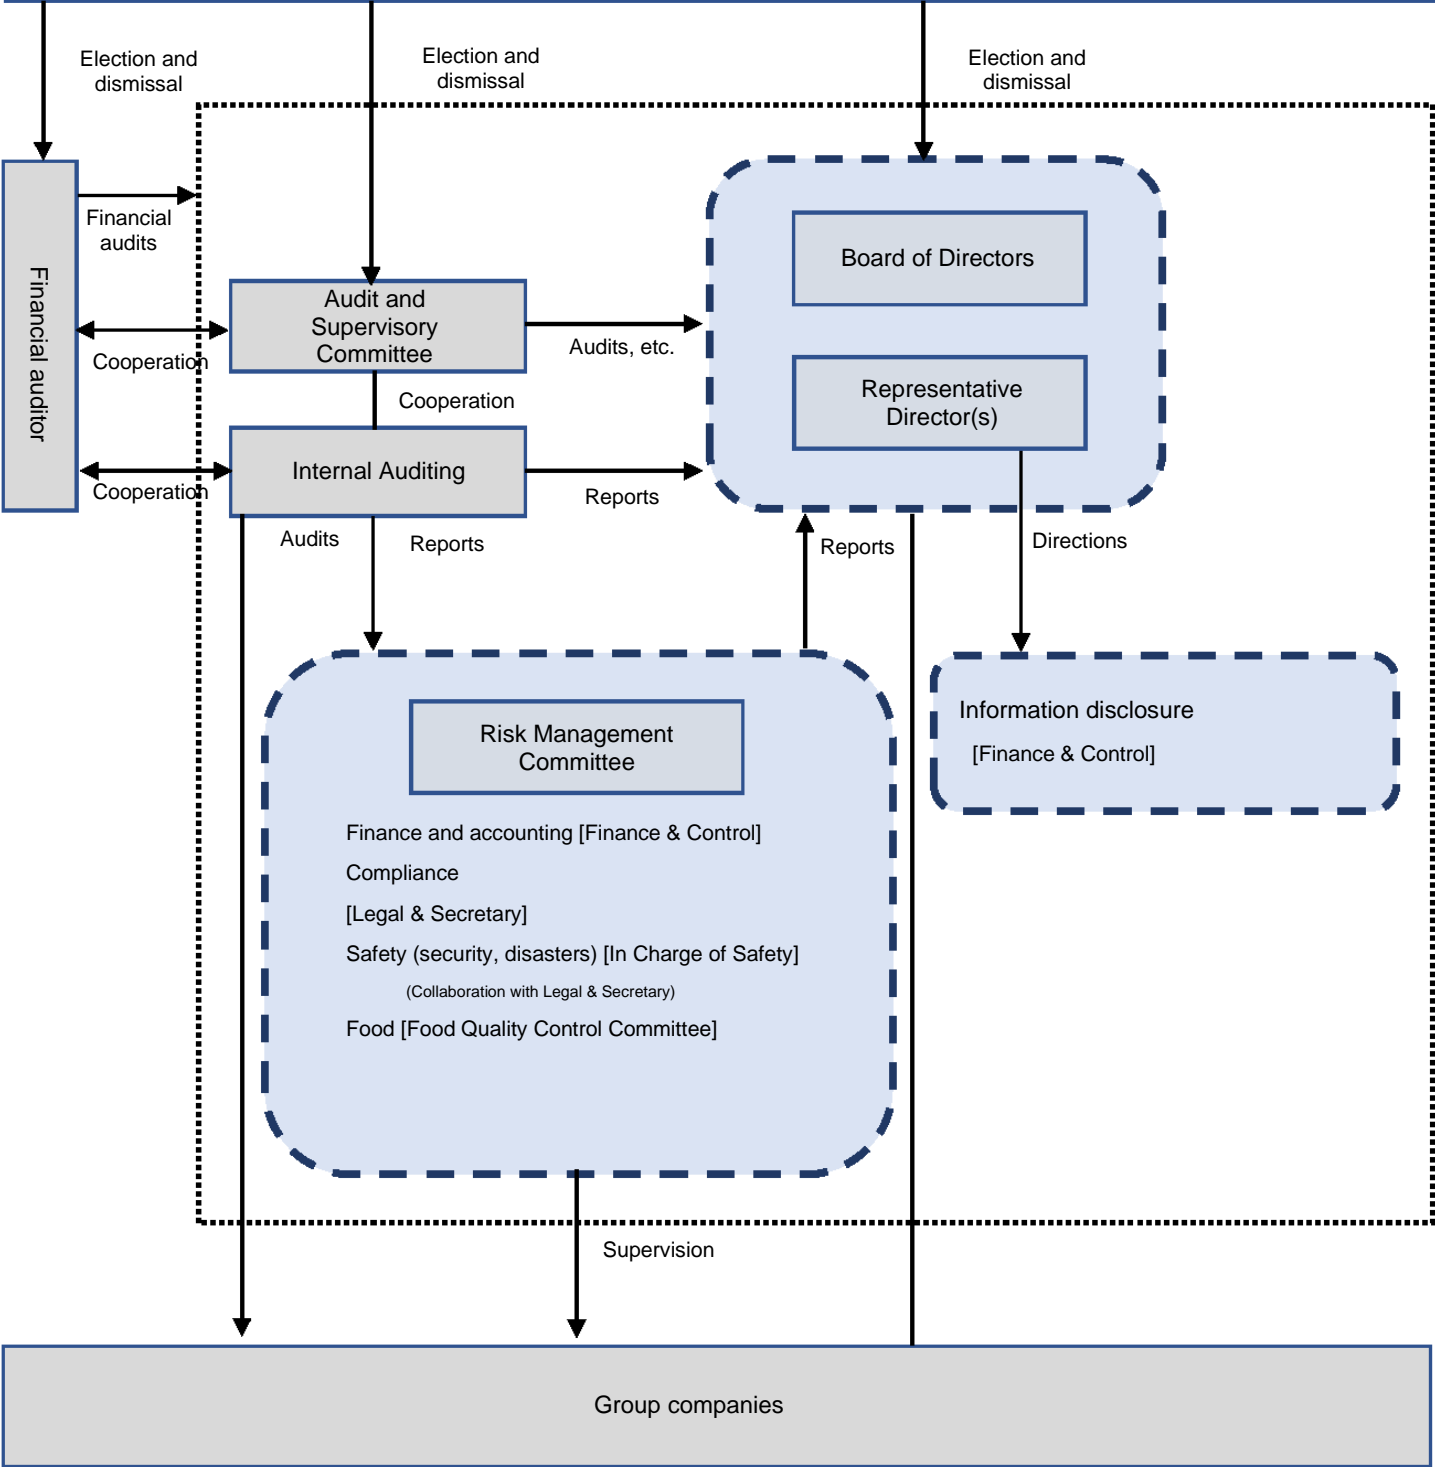 Election and
dismissal
Election and
dismissal
Election and
dismissal
Financial
audits
Financial auditor
Board of Directors
Audit and
Supervisory
Committee
Audits, etc.
Cooperation
Representative
Director(s)
Cooperation
Internal Auditing
Cooperation
Reports
Audits
Reports
Reports
Directions
Risk Management
Committee
Information disclosure
[Finance & Control]
Finance and accounting [Finance & Control]
Compliance
[Legal & Secretary]
Safety (security, disasters) [In Charge of Safety]
(Collaboration with Legal & Secretary)
Food [Food Quality Control Committee]
Supervision
Group companies